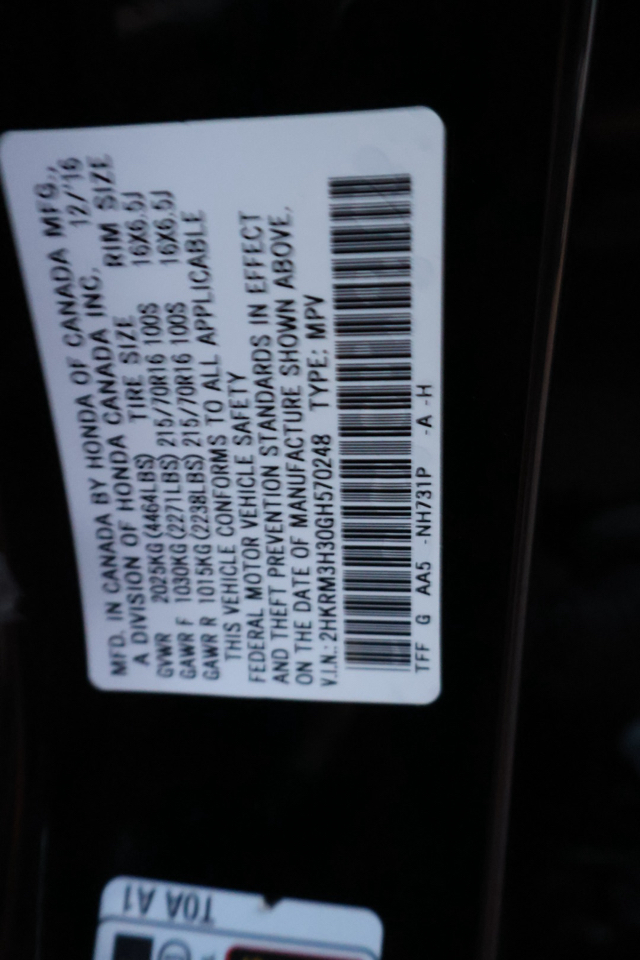 MFD. IN CANADA BY HONDA OF CANADA MFG.,
A DIVISION OF HONDA CANADA INC. 12/'16
TIRE SIZE RIM SIZE
GVWR 2025KG(4464LBS)
GAWR F 1030KG(2271LBS) 215/70R16 100S 16X6.5J
GAWR R 1015KG(2238LBS) 215/70R16 100S 16X6.5J
THIS VEHICLE CONFORMS TO ALL APPLICABLE
FEDERAL MOTOR VEHICLE SAFETY
AND THEFT PREVENTION STANDARDS IN EFFECT
ON THE DATE OF MANUFACTURE SHOWN ABOVE.
V.I.N.:2HKRM3H30GH570248 TYPE: MPV
TFF G AA5 -NH731P -A -H
T0A A1